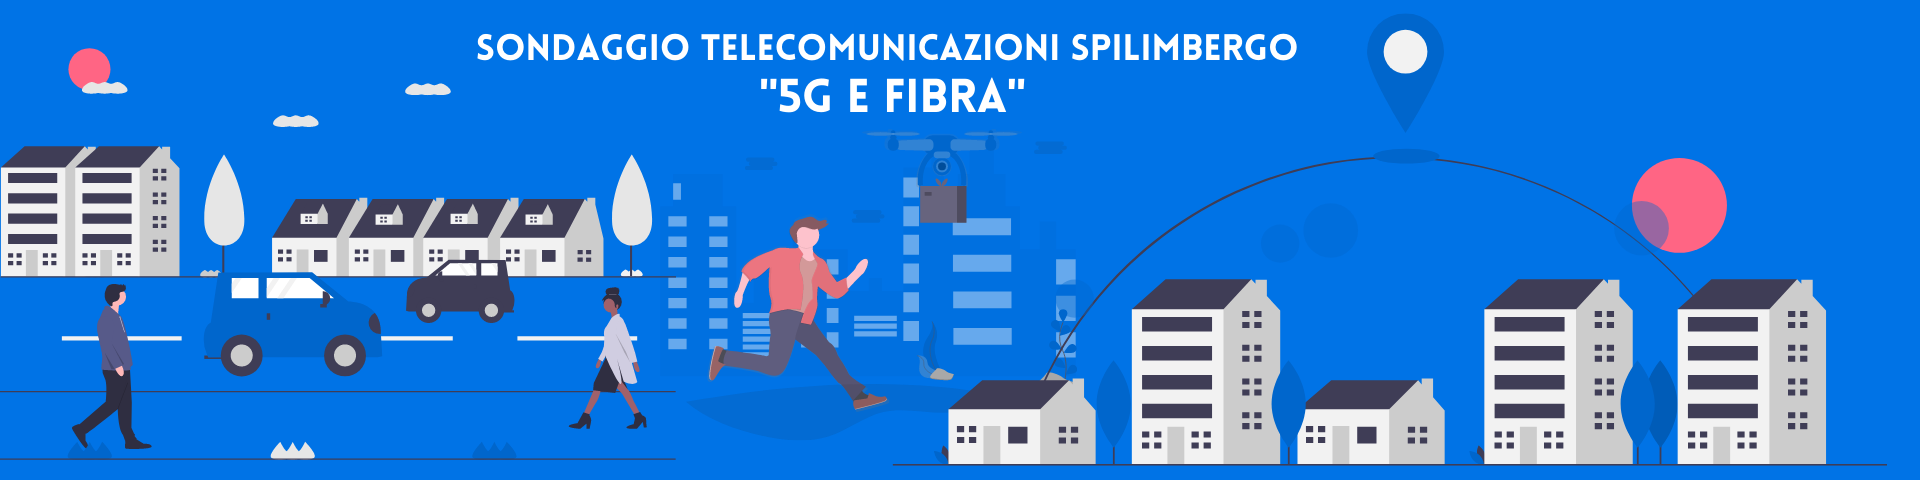 SONDAGGIO TELECOMUNICAZIONI SPILIMBERGO
"5G E FIBRA"